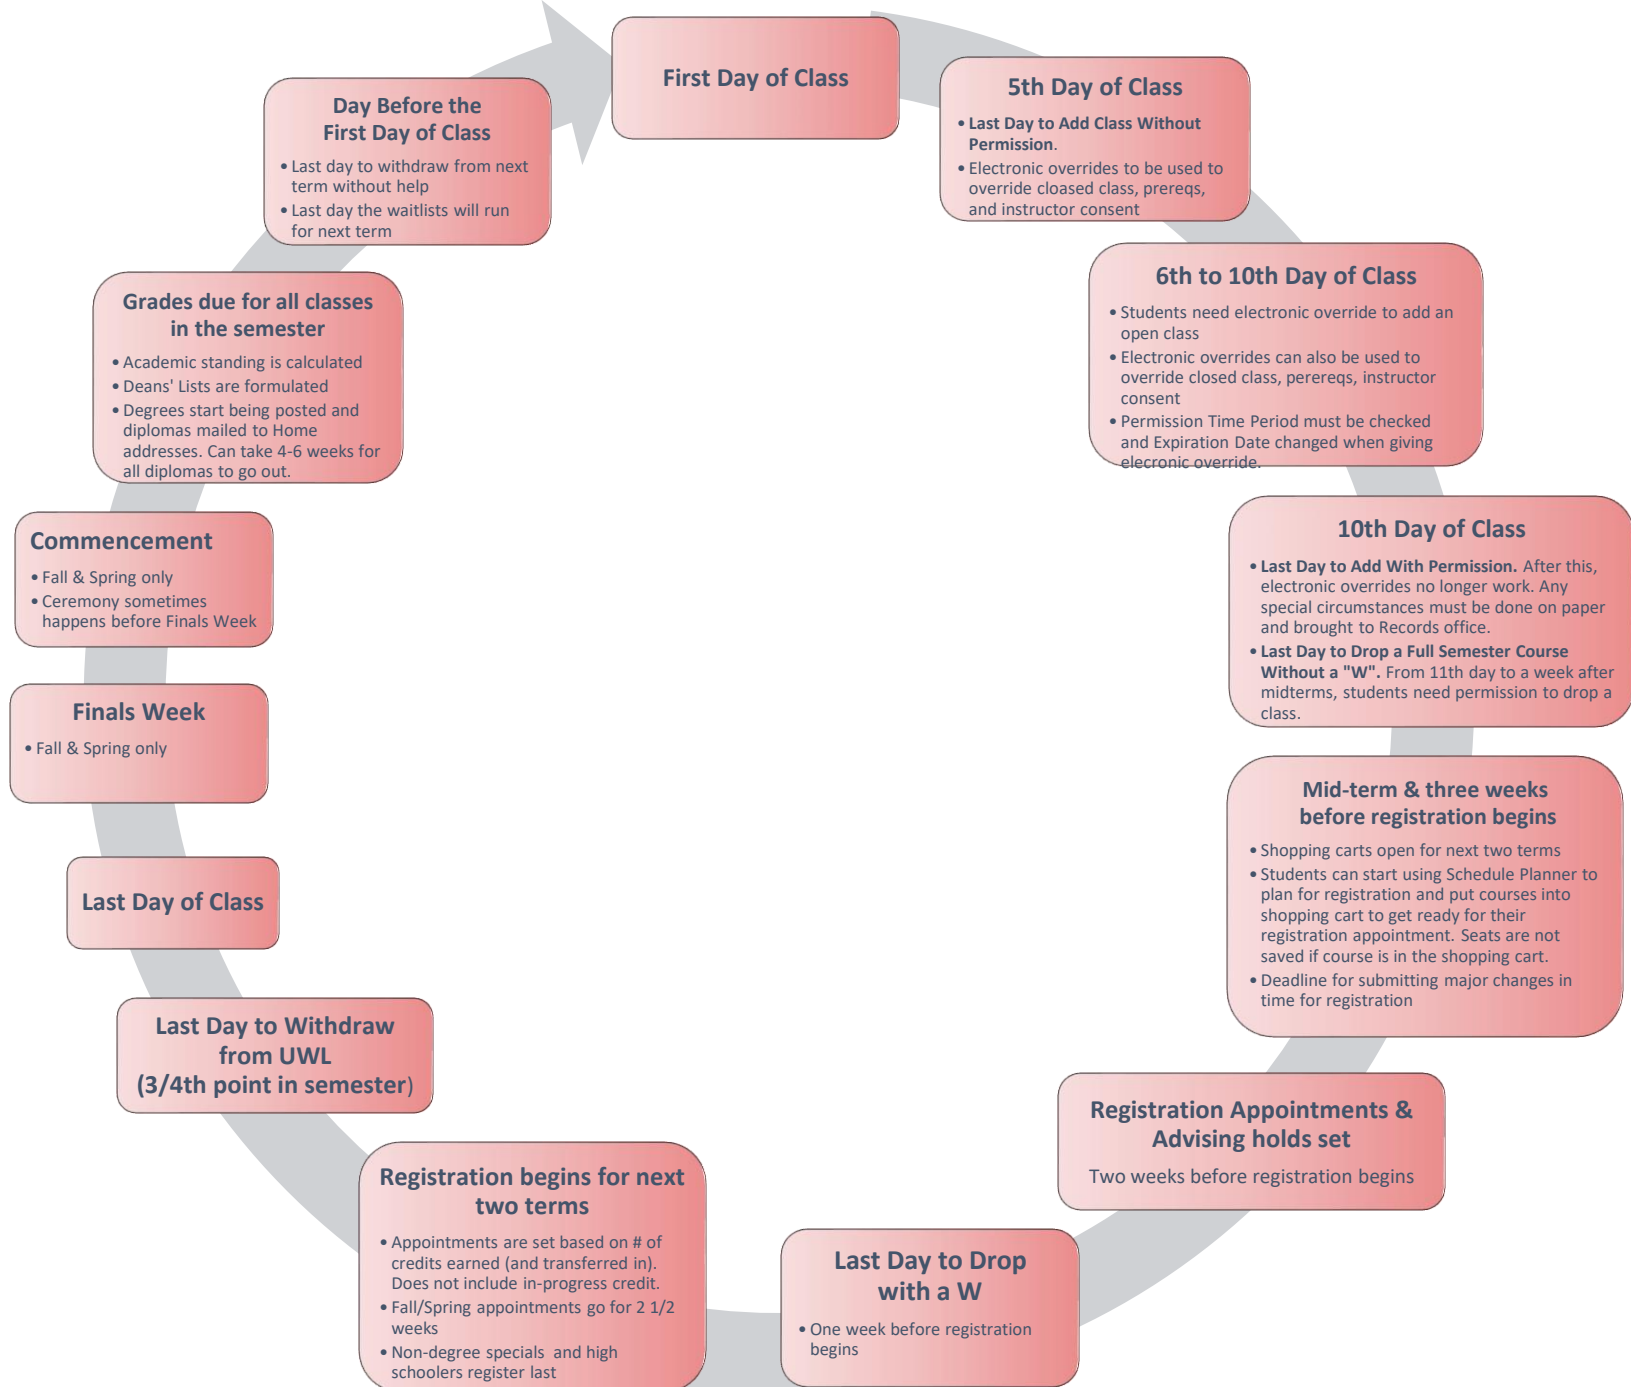 First Day of Class
5th Day of Class
• Last Day to Add Class Without
Permission.
• Electronic overrides to be used to
override cloased class, prereqs,
and instructor consent
6th to 10th Day of Class
• Students need electronic override to add an
open class
• Electronic overrides can also be used to
override closed class, perereqs, instructor
consent
• Permission Time Period must be checked
and Expiration Date changed when giving
elecronic override.
10th Day of Class
• Last Day to Add With Permission. After this,
electronic overrides no longer work. Any
special circumstances must be done on paper
and brought to Records office.
• Last Day to Drop a Full Semester Course
Without a "W". From 11th day to a week after
midterms, students need permission to drop a
class.
Mid-term & three weeks
before registration begins
• Shopping carts open for next two terms
• Students can start using Schedule Planner to
plan for registration and put courses into
shopping cart to get ready for their
registration appointment. Seats are not
saved if course is in the shopping cart.
• Deadline for submitting major changes in
time for registration
Registration Appointments &
Advising holds set
Two weeks before registration begins
Last Day to Drop
with a W
• One week before registration
begins
Registration begins for next
two terms
• Appointments are set based on # of
credits earned (and transferred in).
Does not include in-progress credit.
• Fall/Spring appointments go for 2 1/2
weeks
• Non-degree specials and high
schoolers register last
Last Day to Withdraw
from UWL
(3/4th point in semester)
Last Day of Class
Finals Week
• Fall & Spring only
Commencement
• Fall & Spring only
• Ceremony sometimes
happens before Finals Week
Grades due for all classes
in the semester
• Academic standing is calculated
• Deans' Lists are formulated
• Degrees start being posted and
diplomas mailed to Home
addresses. Can take 4-6 weeks for
all diplomas to go out.
Day Before the
First Day of Class
• Last day to withdraw from next
term without help
• Last day the waitlists will run
for next term